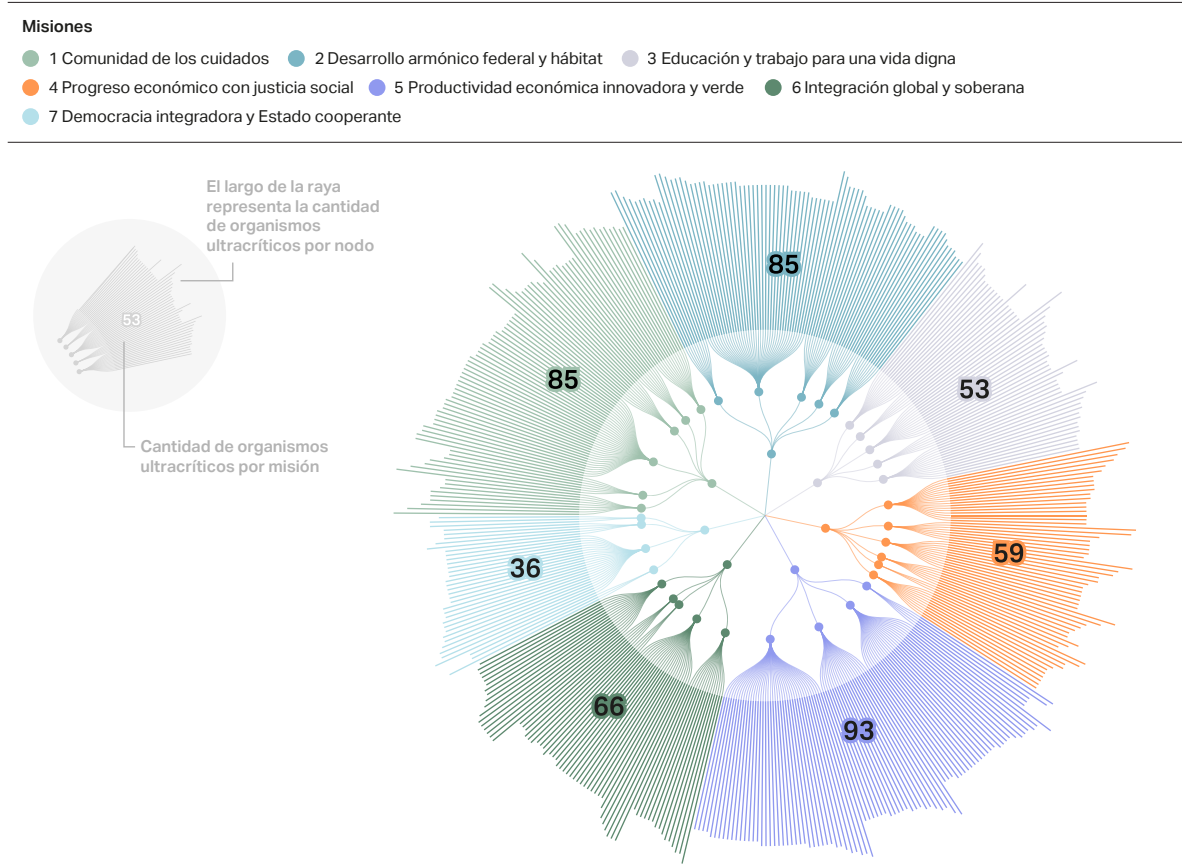 Misiones
1 Comunidad de los cuidados
2 Desarrollo armónico federal y hábitat
3 Educación y trabajo para una vida digna
4 Progreso económico con justicia social
5 Productividad económica innovadora y verde
6 Integración global y soberana
7 Democracia integradora y Estado cooperante
El largo de la raya
representa la cantidad
de organismos
ultracríticos por nodo
53
Cantidad de organismos
ultracríticos por misión
85
85
53
59
36
66
93